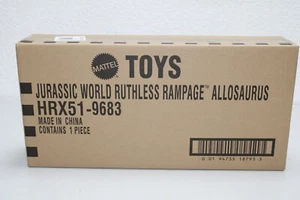 MATTEL TOYS
JURASSIC WORLD RUTHLESS RAMPAGE™ ALLOSAURUS
HRX51-9683
MADE IN CHINA
CONTAINS 1 PIECE